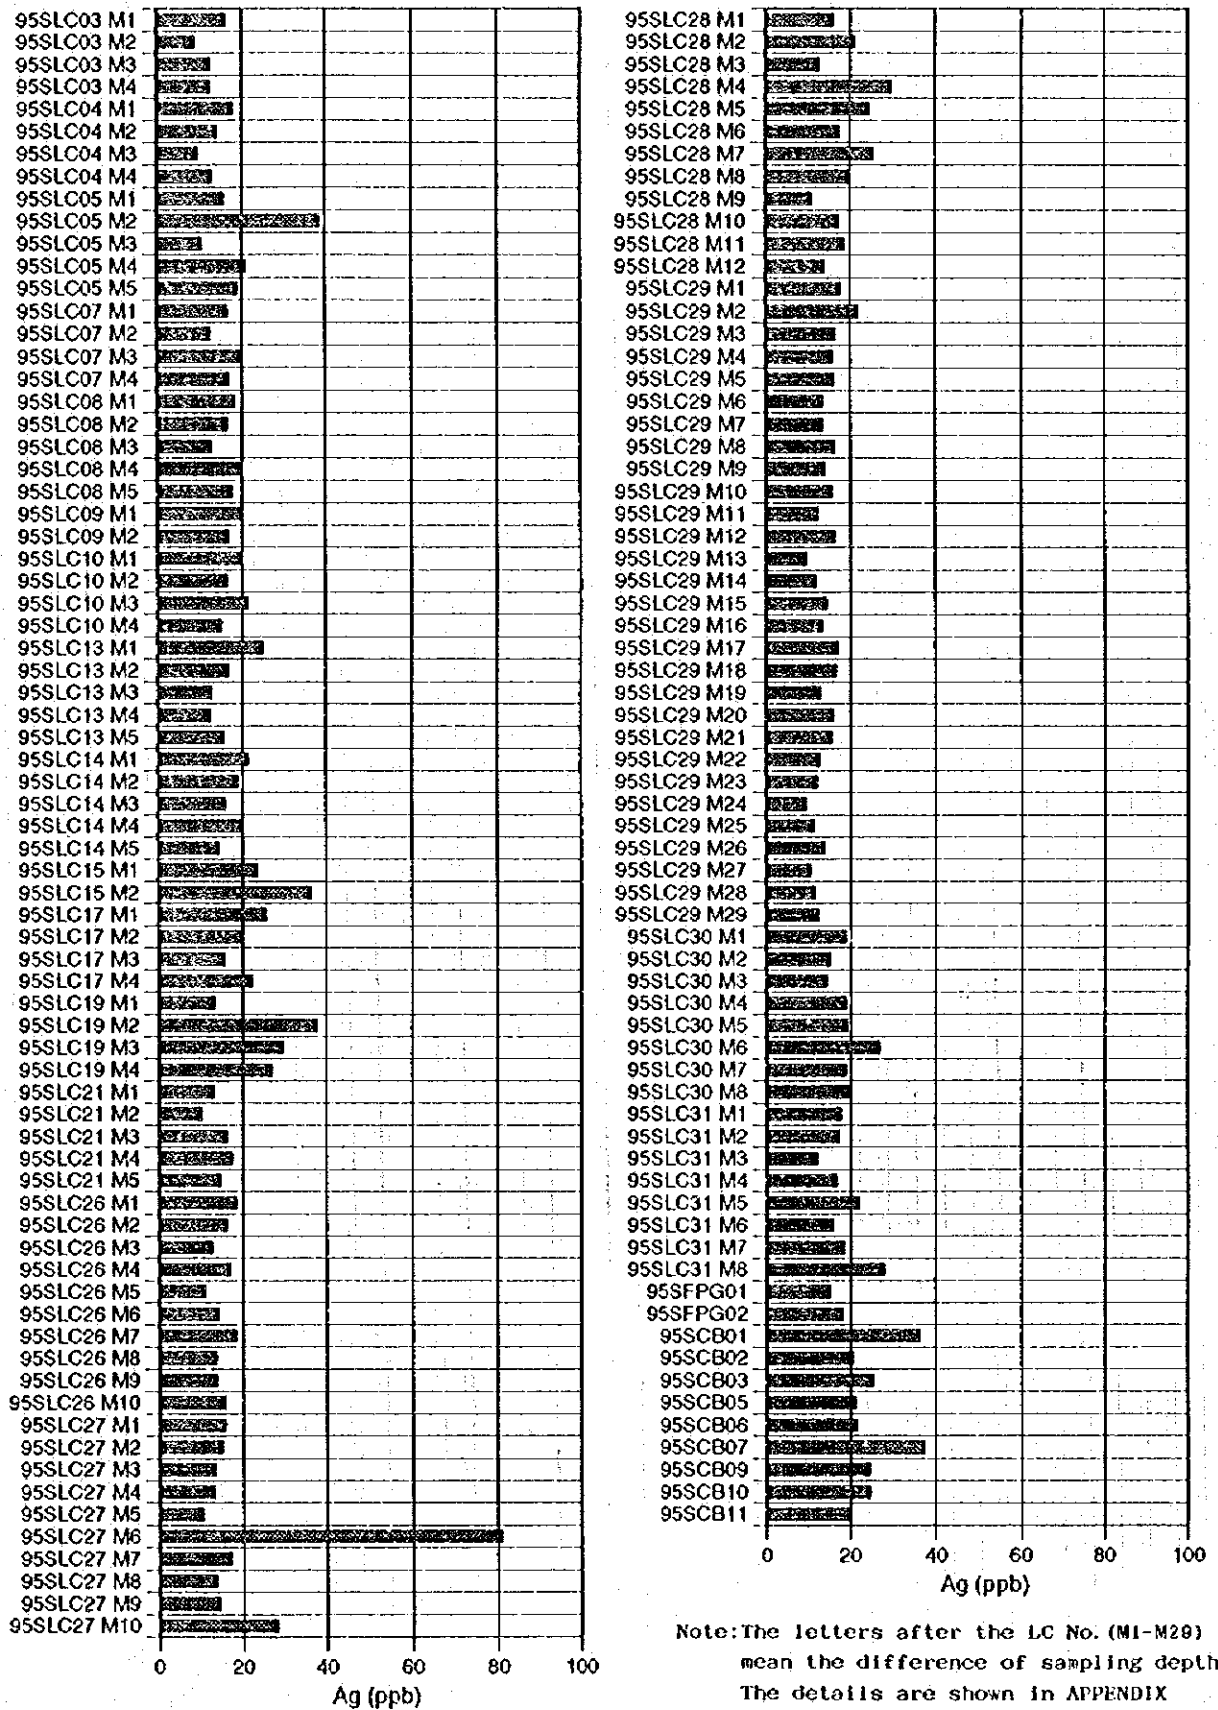 95SLC03 M1
95SLC03 M2
95SLC03 M3
95SLC03 M4
95SLC04 M1
95SLC04 M2
95SLC04 M3
95SLC04 M4
95SLC05 M1
95SLC05 M2
95SLC05 M3
95SLC05 M4
95SLC05 M5
95SLC07 M1
95SLC07 M2
95SLC07 M3
95SLC07 M4
95SLC08 M1
95SLC08 M2
95SLC08 M3
95SLC08 M4
95SLC08 M5
95SLC09 M1
95SLC09 M2
95SLC10 M1
95SLC10 M2
95SLC10 M3
95SLC10 M4
95SLC13 M1
95SLC13 M2
95SLC13 M3
95SLC13 M4
95SLC13 M5
95SLC14 M1
95SLC14 M2
95SLC14 M3
95SLC14 M4
95SLC14 M5
95SLC15 M1
95SLC15 M2
95SLC17 M1
95SLC17 M2
95SLC17 M3
95SLC17 M4
95SLC19 M1
95SLC19 M2
95SLC19 M3
95SLC19 M4
95SLC21 M1
95SLC21 M2
95SLC21 M3
95SLC21 M4
95SLC21 M5
95SLC26 M1
95SLC26 M2
95SLC26 M3
95SLC26 M4
95SLC26 M5
95SLC26 M6
95SLC26 M7
95SLC26 M8
95SLC26 M9
95SLC26 M10
95SLC27 M1
95SLC27 M2
95SLC27 M3
95SLC27 M4
95SLC27 M5
95SLC27 M6
95SLC27 M7
95SLC27 M8
95SLC27 M9
95SLC27 M10
0 20 40 60 80 100
Ag (ppb)
95SLC28 M1
95SLC28 M2
95SLC28 M3
95SLC28 M4
95SLC28 M5
95SLC28 M6
95SLC28 M7
95SLC28 M8
95SLC28 M9
95SLC28 M10
95SLC28 M11
95SLC28 M12
95SLC29 M1
95SLC29 M2
95SLC29 M3
95SLC29 M4
95SLC29 M5
95SLC29 M6
95SLC29 M7
95SLC29 M8
95SLC29 M9
95SLC29 M10
95SLC29 M11
95SLC29 M12
95SLC29 M13
95SLC29 M14
95SLC29 M15
95SLC29 M16
95SLC29 M17
95SLC29 M18
95SLC29 M19
95SLC29 M20
95SLC29 M21
95SLC29 M22
95SLC29 M23
95SLC29 M24
95SLC29 M25
95SLC29 M26
95SLC29 M27
95SLC29 M28
95SLC29 M29
95SLC30 M1
95SLC30 M2
95SLC30 M3
95SLC30 M4
95SLC30 M5
95SLC30 M6
95SLC30 M7
95SLC30 M8
95SLC31 M1
95SLC31 M2
95SLC31 M3
95SLC31 M4
95SLC31 M5
95SLC31 M6
95SLC31 M7
95SLC31 M8
95SFPG01
95SFPG02
95SCB01
95SCB02
95SCB03
95SCB05
95SCB06
95SCB07
95SCB09
95SCB10
95SCB11
0 20 40 60 80 100
Ag (ppb)
Note:The letters after the LC No.(M1-M29)
mean the difference of sampling depth
The details are shown in APPENDIX